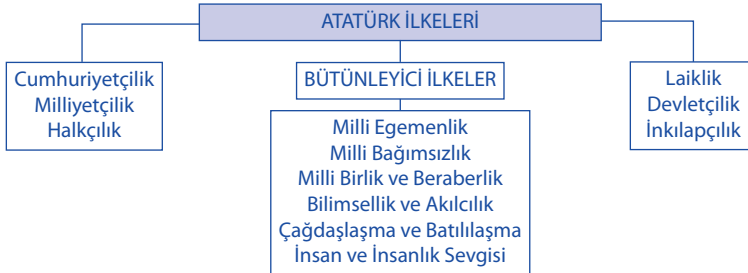 ATATÜRK İLKELERİ
Cumhuriyetçilik
Milliyetçilik
Halkçılık
BÜTÜNLEYİCİ İLKELER
Milli Egemenlik
Milli Bağımsızlık
Milli Birlik ve Beraberlik
Bilimsellik ve Akılcılık
Çağdaşlaşma ve Batılılaşma
İnsan ve İnsanlık Sevgisi
Laiklik
Devletçilik
İnkılapçılık